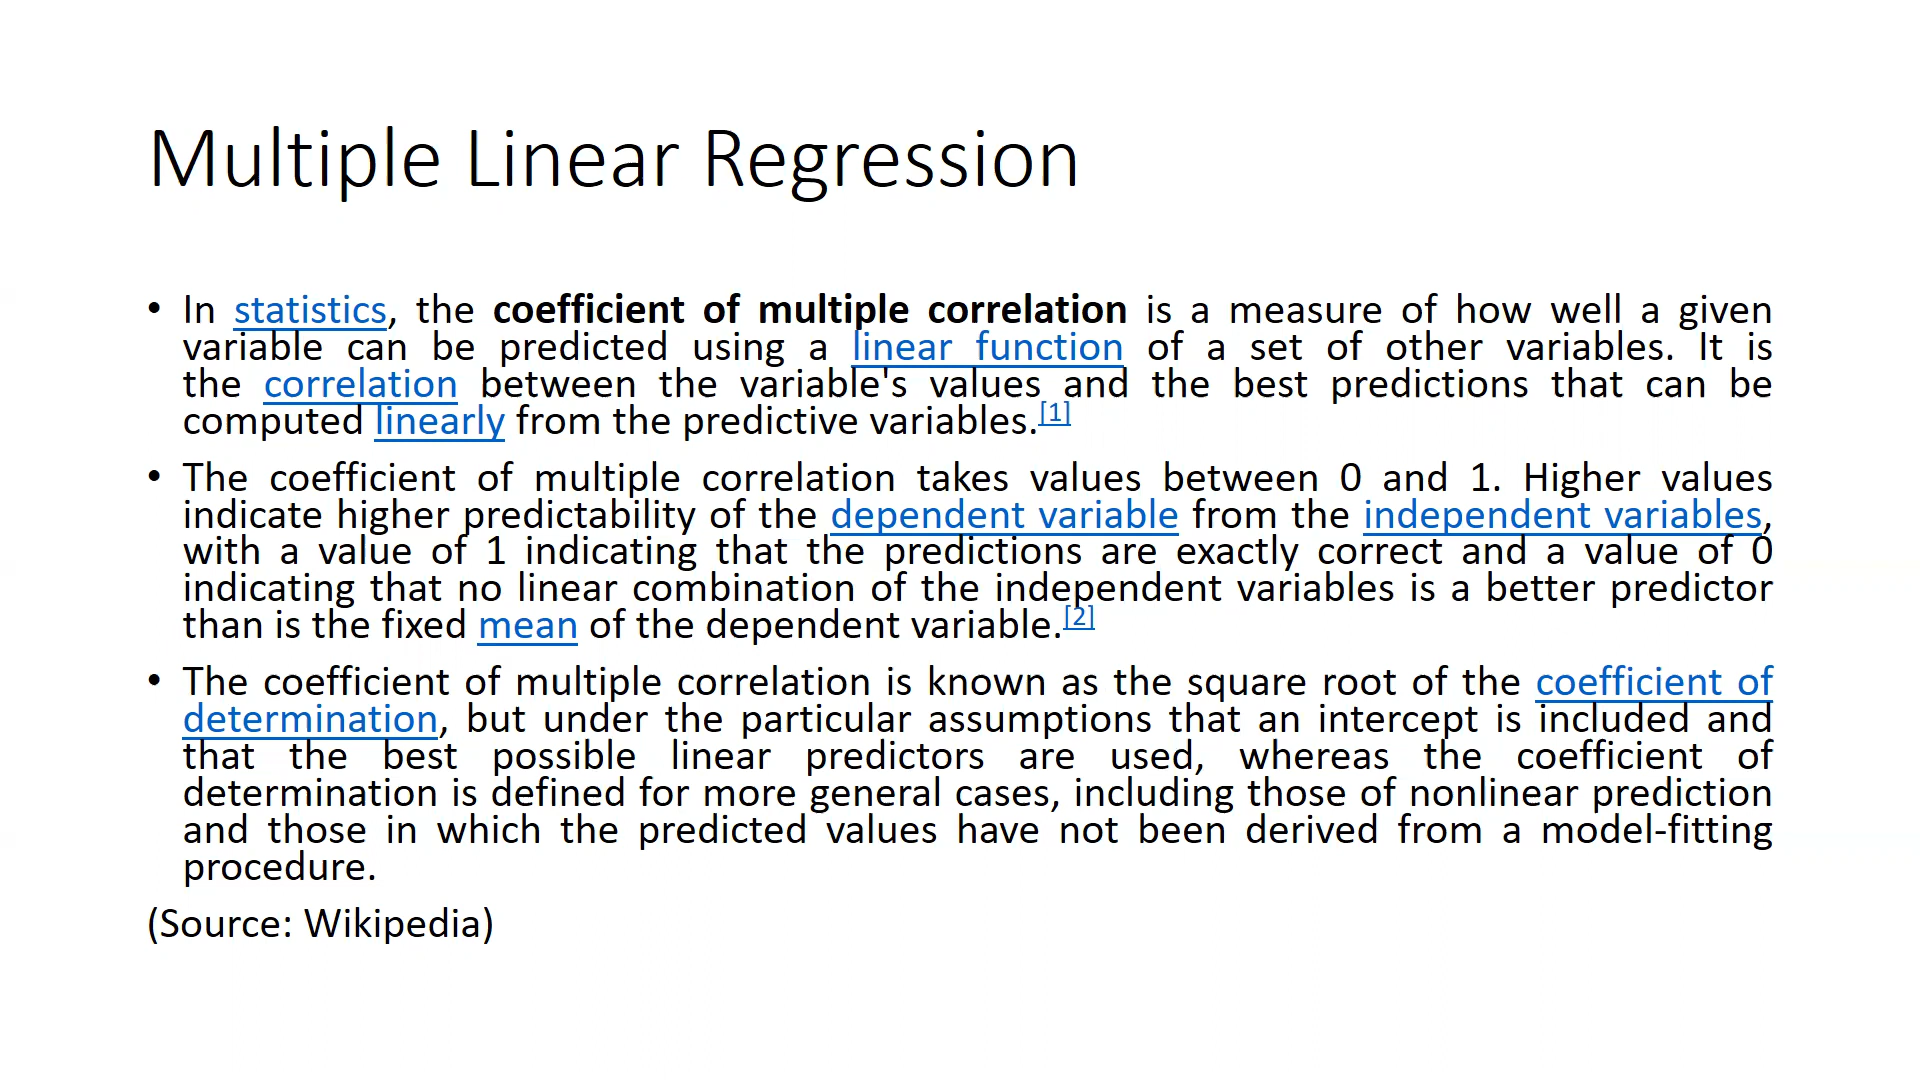 Multiple Linear Regression
• In statistics, the coefficient of multiple correlation is a measure of how well a given
variable can be predicted using a linear function of a set of other variables. It is
the correlation between the variable's values and the best predictions that can be
computed linearly from the predictive variables.[1]
• The coefficient of multiple correlation takes values between 0 and 1. Higher values
indicate higher predictability of the dependent variable from the independent variables,
with a value of 1 indicating that the predictions are exactly correct and a value of 0
indicating that no linear combination of the independent variables is a better predictor
than is the fixed mean of the dependent variable.[2]
• The coefficient of multiple correlation is known as the square root of the coefficient of
determination, but under the particular assumptions that an intercept is included and
that the best possible linear predictors are used, whereas the coefficient of
determination is defined for more general cases, including those of nonlinear prediction
and those in which the predicted values have not been derived from a model-fitting
procedure.
(Source: Wikipedia)